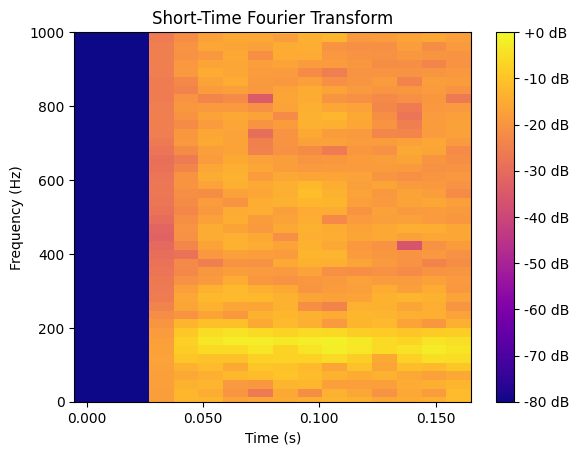 Short-Time Fourier Transform
1000
800
600
400
200
0
Frequency (Hz)
0.000
0.050
0.100
0.150
Time (s)
+0 dB
-10 dB
-20 dB
-30 dB
-40 dB
-50 dB
-60 dB
-70 dB
-80 dB